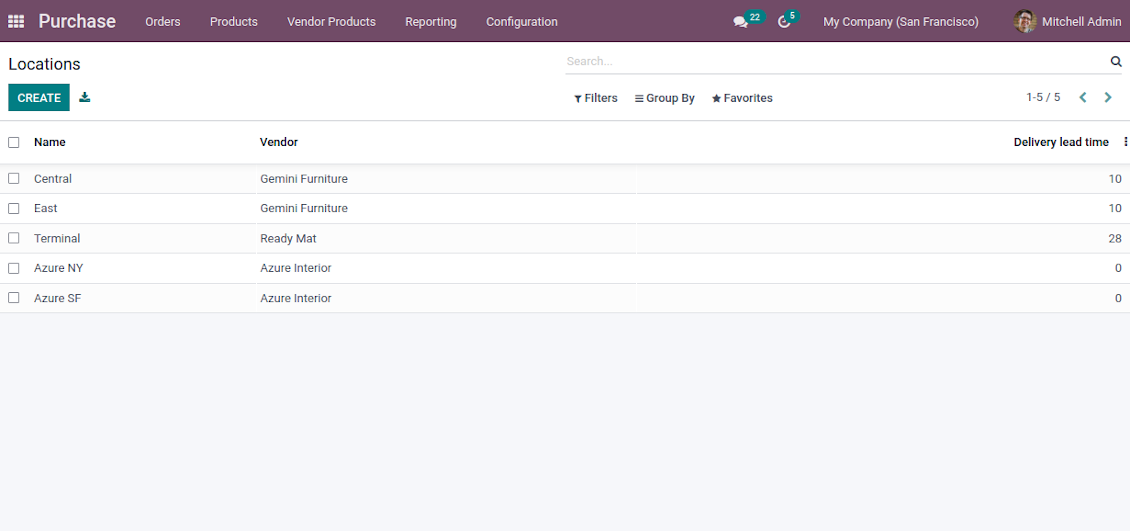 Purchase Orders Products Vendor Products Reporting Configuration 22 5 My Company (San Francisco) Mitchell Admin
Locations Search...
CREATE Filters Group By Favorites 1-5 / 5
Name Vendor Delivery lead time
Central Gemini Furniture 10
East Gemini Furniture 10
Terminal Ready Mat 28
Azure NY Azure Interior 0
Azure SF Azure Interior 0